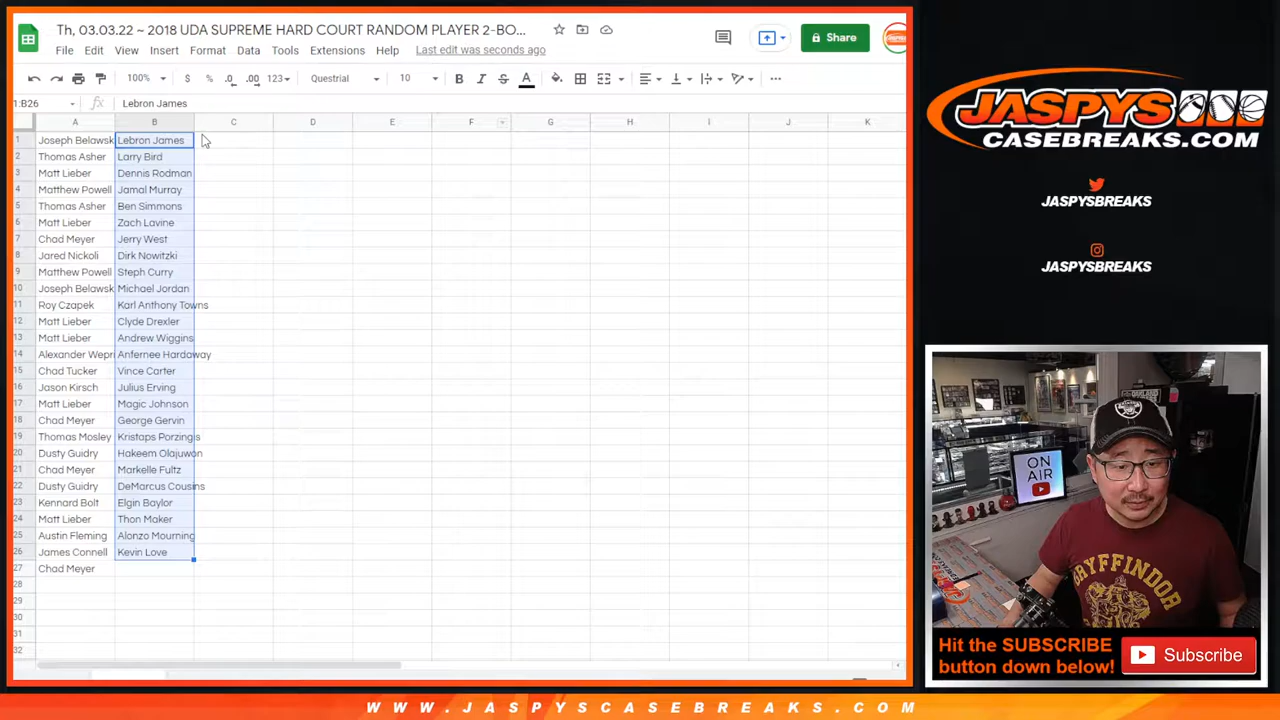 Th, 03.03.22 ~ 2018 UDA SUPREME HARD COURT RANDOM PLAYER 2-BO...
File Edit View Insert Format Data Tools Extensions Help Last edit was seconds ago
Share
100% $ % .0 .00 123 Questrial 10 B I S A
1:B26 fx Lebron James
A B C D E F G H I J K
1 Joseph Belawsk Lebron James
2 Thomas Asher Larry Bird
3 Matt Lieber Dennis Rodman
4 Matthew Powell Jamal Murray
5 Thomas Asher Ben Simmons
6 Matt Lieber Zach Lavine
7 Chad Meyer Jerry West
8 Jared Nickoli Dirk Nowitzki
9 Matthew Powell Steph Curry
10 Joseph Belawsk Michael Jordan
11 Roy Czapek Karl Anthony Towns
12 Matt Lieber Clyde Drexler
13 Matt Lieber Andrew Wiggins
14 Alexander Wepri Anfernee Hardaway
15 Chad Tucker Vince Carter
16 Jason Kirsch Julius Erving
17 Matt Lieber Magic Johnson
18 Chad Meyer George Gervin
19 Thomas Mosley Kristaps Porzingis
20 Dusty Guidry Hakeem Olajuwon
21 Chad Meyer Markelle Fultz
22 Dusty Guidry DeMarcus Cousins
23 Kennard Bolt Elgin Baylor
24 Matt Lieber Thon Maker
25 Austin Fleming Alonzo Mourning
26 James Connell Kevin Love
27 Chad Meyer
28
29
30
31
32
JASPYS
CASEBREAKS.COM
JASPYSBREAKS
JASPYSBREAKS
ON
AIR
GRYFFINDOR
Hit the SUBSCRIBE
button down below!
Subscribe
WWW.JASPYSCASEBREAKS.COM